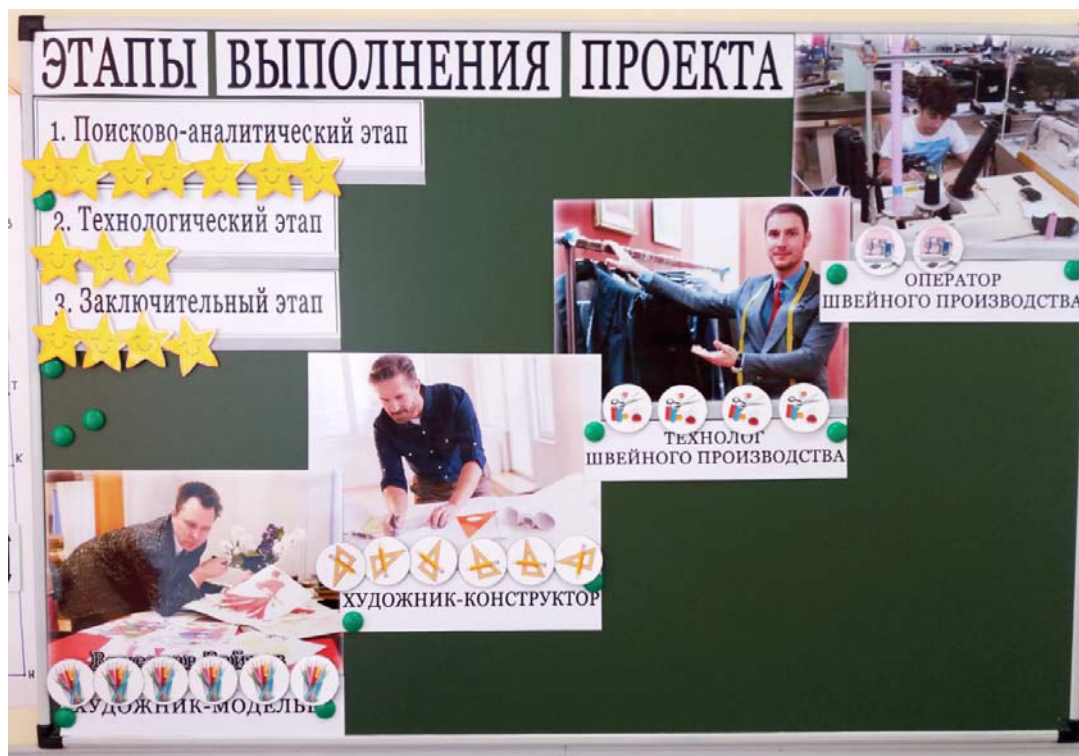 ЭТАПЫ ВЫПОЛНЕНИЯ ПРОЕКТА
1. Поисково-аналитический этап
2. Технологический этап
3. Заключительный этап
ОПЕРАТОР
ШВЕЙНОГО ПРОИЗВОДСТВА
ТЕХНОЛОГ
ШВЕЙНОГО ПРОИЗВОДСТВА
ХУДОЖНИК-КОНСТРУКТОР
ХУДОЖНИК-МОДЕЛЬЕ